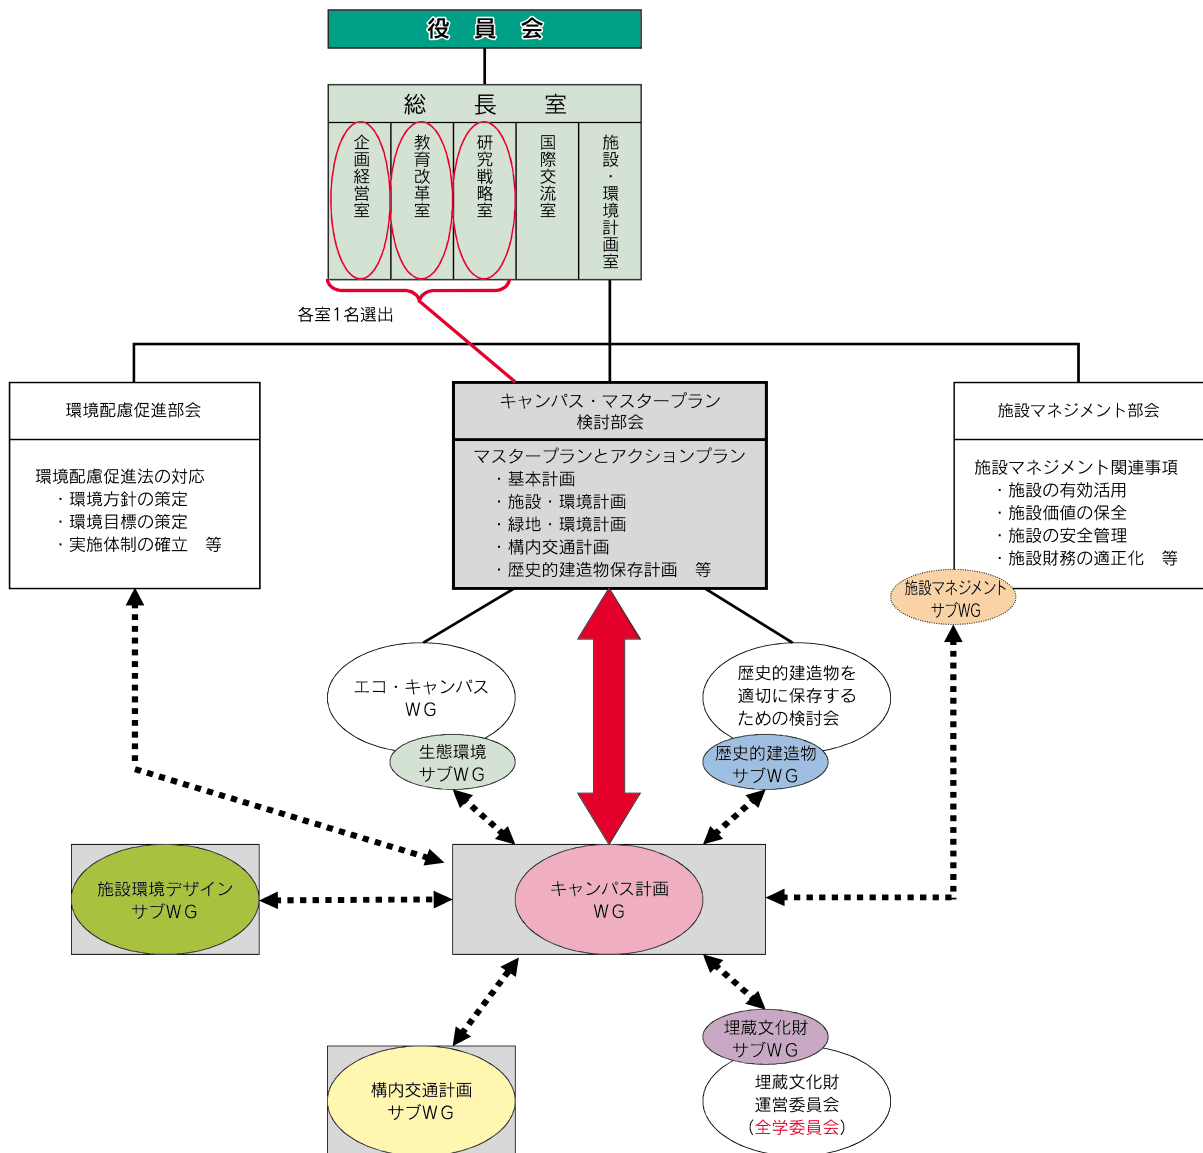 役 員 会
総 長 室
企画経営室
教育改革室
研究戦略室
国際交流室
施設・環境計画室
各室1名選出
環境配慮促進部会
環境配慮促進法の対応
・環境方針の策定
・環境目標の策定
・実施体制の確立 等
キャンパス・マスタープラン
検討部会
マスタープランとアクションプラン
・基本計画
・施設・環境計画
・緑地・環境計画
・構内交通計画
・歴史的建造物保存計画 等
施設マネジメント部会
施設マネジメント関連事項
・施設の有効活用
・施設価値の保全
・施設の安全管理
・施設財務の適正化 等
施設マネジメント
サブWG
エコ・キャンパス
WG
生態環境
サブWG
歴史的建造物を
適切に保存する
ための検討会
歴史的建造物
サブWG
施設環境デザイン
サブWG
キャンパス計画
WG
構内交通計画
サブWG
埋蔵文化財
サブWG
埋蔵文化財
運営委員会
(全学委員会)